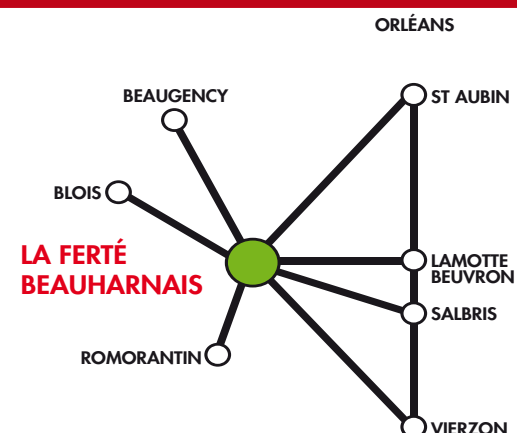 ORLÉANS
BEAUGENCY
ST AUBIN
BLOIS
LA FERTÉ
BEAUHARNAIS
LAMOTTE
BEUVRON
SALBRIS
ROMORANTIN
VIERZON